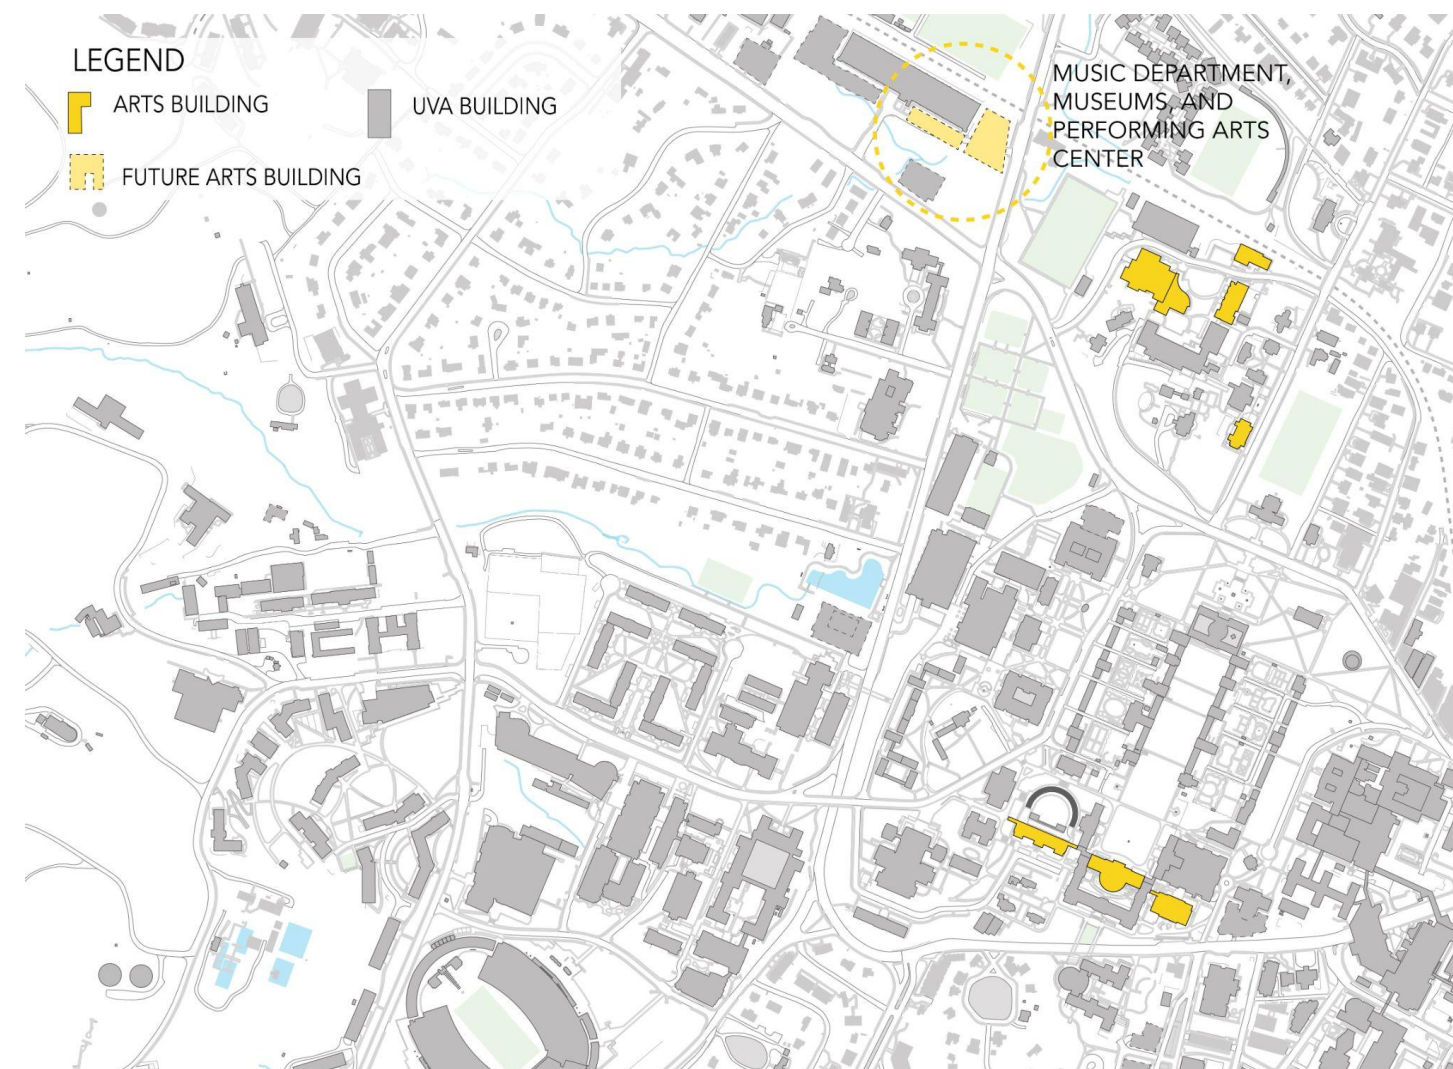 LEGEND
ARTS BUILDING
UVA BUILDING
FUTURE ARTS BUILDING
MUSIC DEPARTMENT,
MUSEUMS, AND
PERFORMING ARTS
CENTER